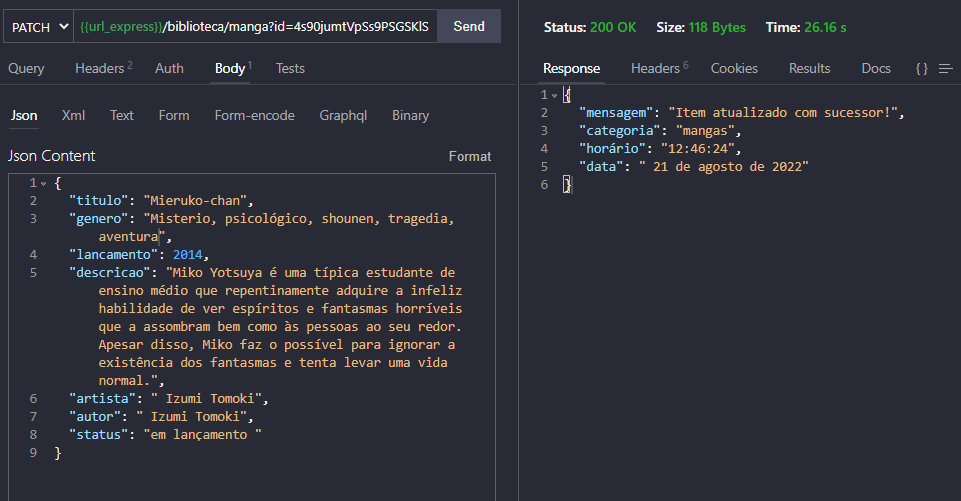 PATCH {{url_express}}/biblioteca/manga?id=4s90jumtVpSs9PSGSKlS Send
Query Headers 2 Auth Body 1 Tests
Json Xml Text Form Form-encode Graphql Binary
Json Content Format
1 {
2 "titulo": "Mieruko-chan",
3 "genero": "Misterio, psicológico, shounen, tragedia,
aventura",
4 "lancamento": 2014,
5 "descricao": "Miko Yotsuya é uma típica estudante de
ensino médio que repentinamente adquire a infeliz
habilidade de ver espíritos e fantasmas horríveis
que a assombram bem como às pessoas ao seu redor.
Apesar disso, Miko faz o possível para ignorar a
existência dos fantasmas e tenta levar uma vida
normal.",
6 "artista": " Izumi Tomoki",
7 "autor": " Izumi Tomoki",
8 "status": "em lançamento "
9 }
Status: 200 OK Size: 118 Bytes Time: 26.16 s
Response Headers 6 Cookies Results Docs { }
1 {
2 "mensagem": "Item atualizado com sucessor!",
3 "categoria": "mangas",
4 "horário": "12:46:24",
5 "data": " 21 de agosto de 2022"
6 }